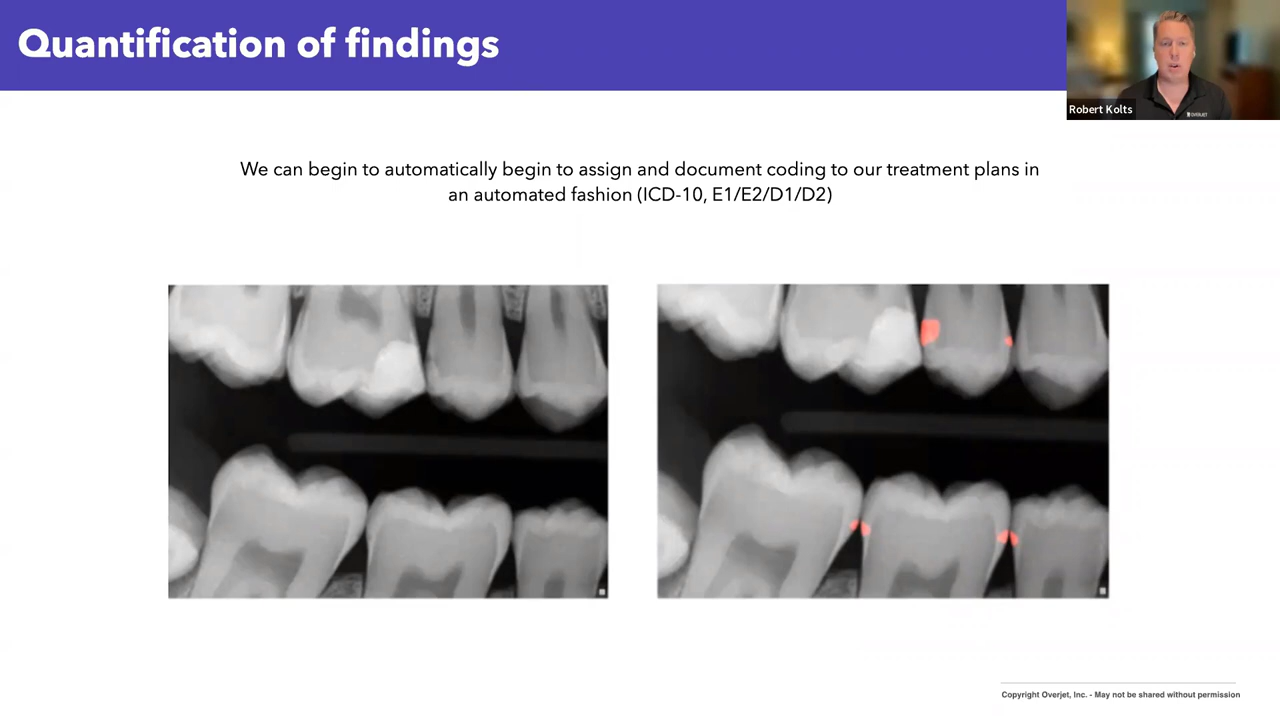 Quantification of findings
Robert Kolts
OVERJET
We can begin to automatically begin to assign and document coding to our treatment plans in
an automated fashion (ICD-10, E1/E2/D1/D2)
Copyright Overjet, Inc. - May not be shared without permission